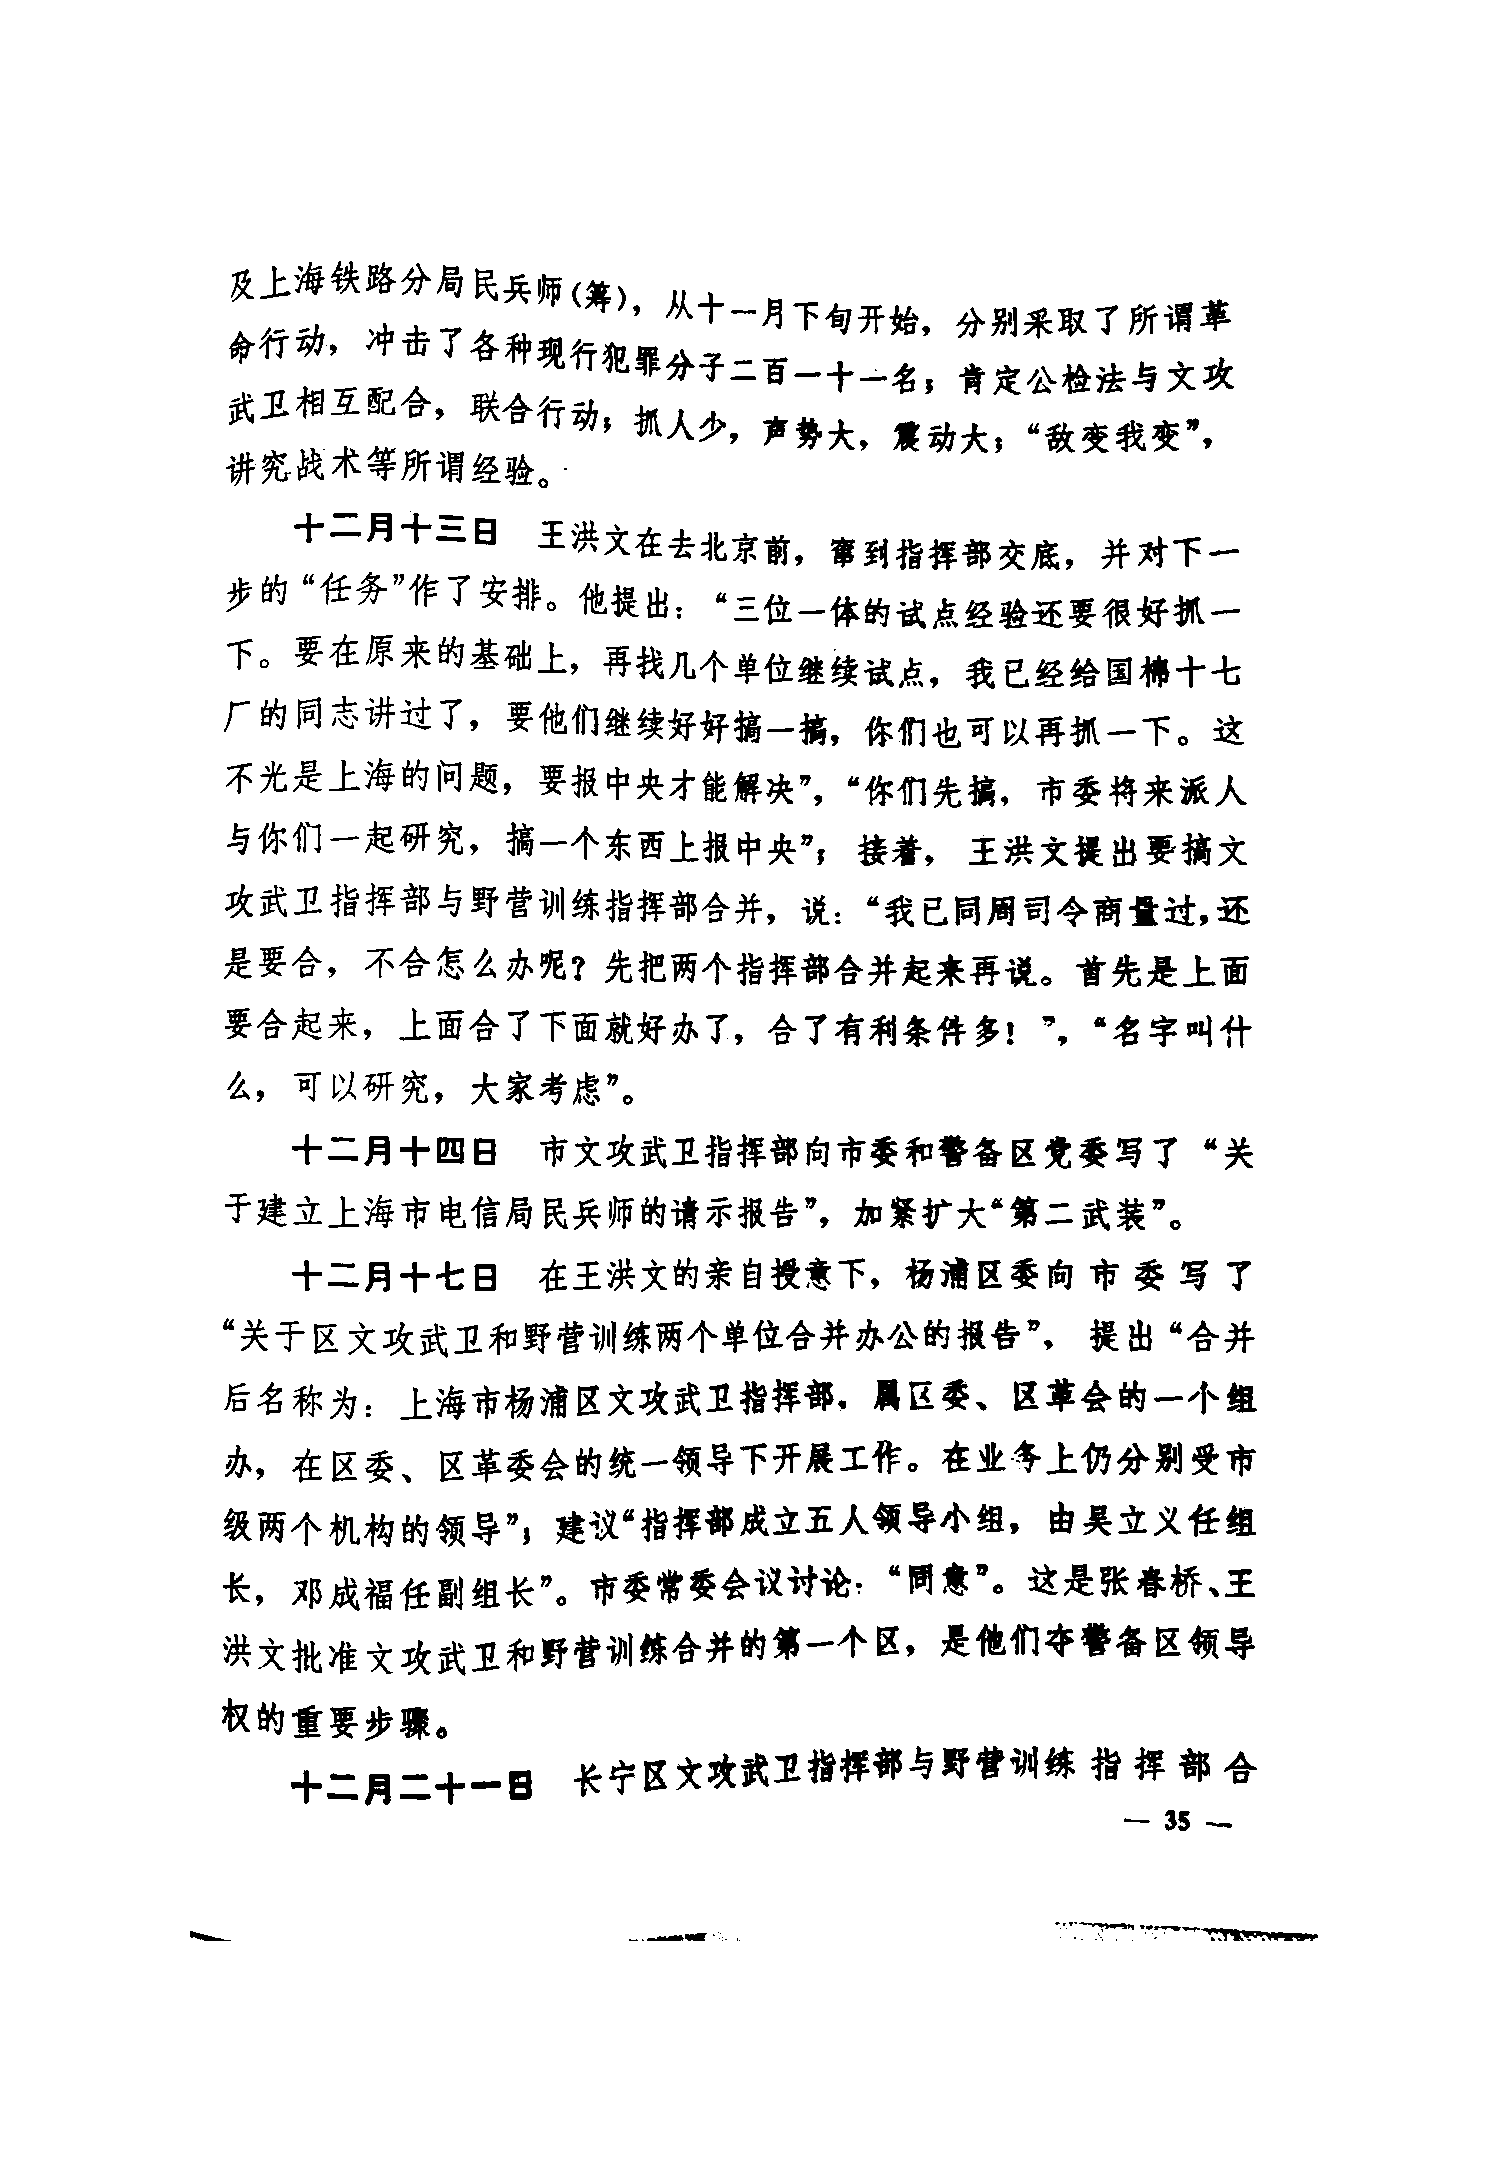 及上海铁路分局民兵师(筹)，从十一月下旬开始，分别采取了所谓革
命行动，冲击了各种现行犯罪分子二百一十一名；肯定公检法与文攻
武卫相互配合，联合行动；抓人少，声势大，震动大；“敌变我变”，
讲究战术等所谓经验。
十二月十三日　王洪文在去北京前，窜到指挥部交底，并对下一
步的“任务”作了安排。他提出：“三位一体的试点经验还要很好抓一
下。要在原来的基础上，再找几个单位继续试点，我已经给国棉十七
厂的同志讲过了，要他们继续好好搞一搞，你们也可以再抓一下。这
不光是上海的问题，要报中央才能解决”，“你们先搞，市委将来派人
与你们一起研究，搞一个东西上报中央”；接着，王洪文提出要搞文
攻武卫指挥部与野营训练指挥部合并，说：“我已同周司令商量过，还
是要合，不合怎么办呢？先把两个指挥部合并起来再说。首先是上面
要合起来，上面合了下面就好办了，合了有利条件多！”，“名字叫什
么，可以研究，大家考虑”。
十二月十四日　市文攻武卫指挥部向市委和警备区党委写了“关
于建立上海市电信局民兵师的请示报告”，加紧扩大“第二武装”。
十二月十七日　在王洪文的亲自授意下，杨浦区委向市委写了
“关于区文攻武卫和野营训练两个单位合并办公的报告”，提出“合并
后名称为：上海市杨浦区文攻武卫指挥部，属区委、区革会的一个组
办，在区委、区革委会的统一领导下开展工作。在业务上仍分别受市
级两个机构的领导”；建议“指挥部成立五人领导小组，由吴立义任组
长，邓成福任副组长”。市委常委会议讨论：“同意”。这是张春桥、王
洪文批准文攻武卫和野营训练合并的第一个区，是他们夺警备区领导
权的重要步骤。
十二月二十一日　长宁区文攻武卫指挥部与野营训练指挥部合
— 35 —